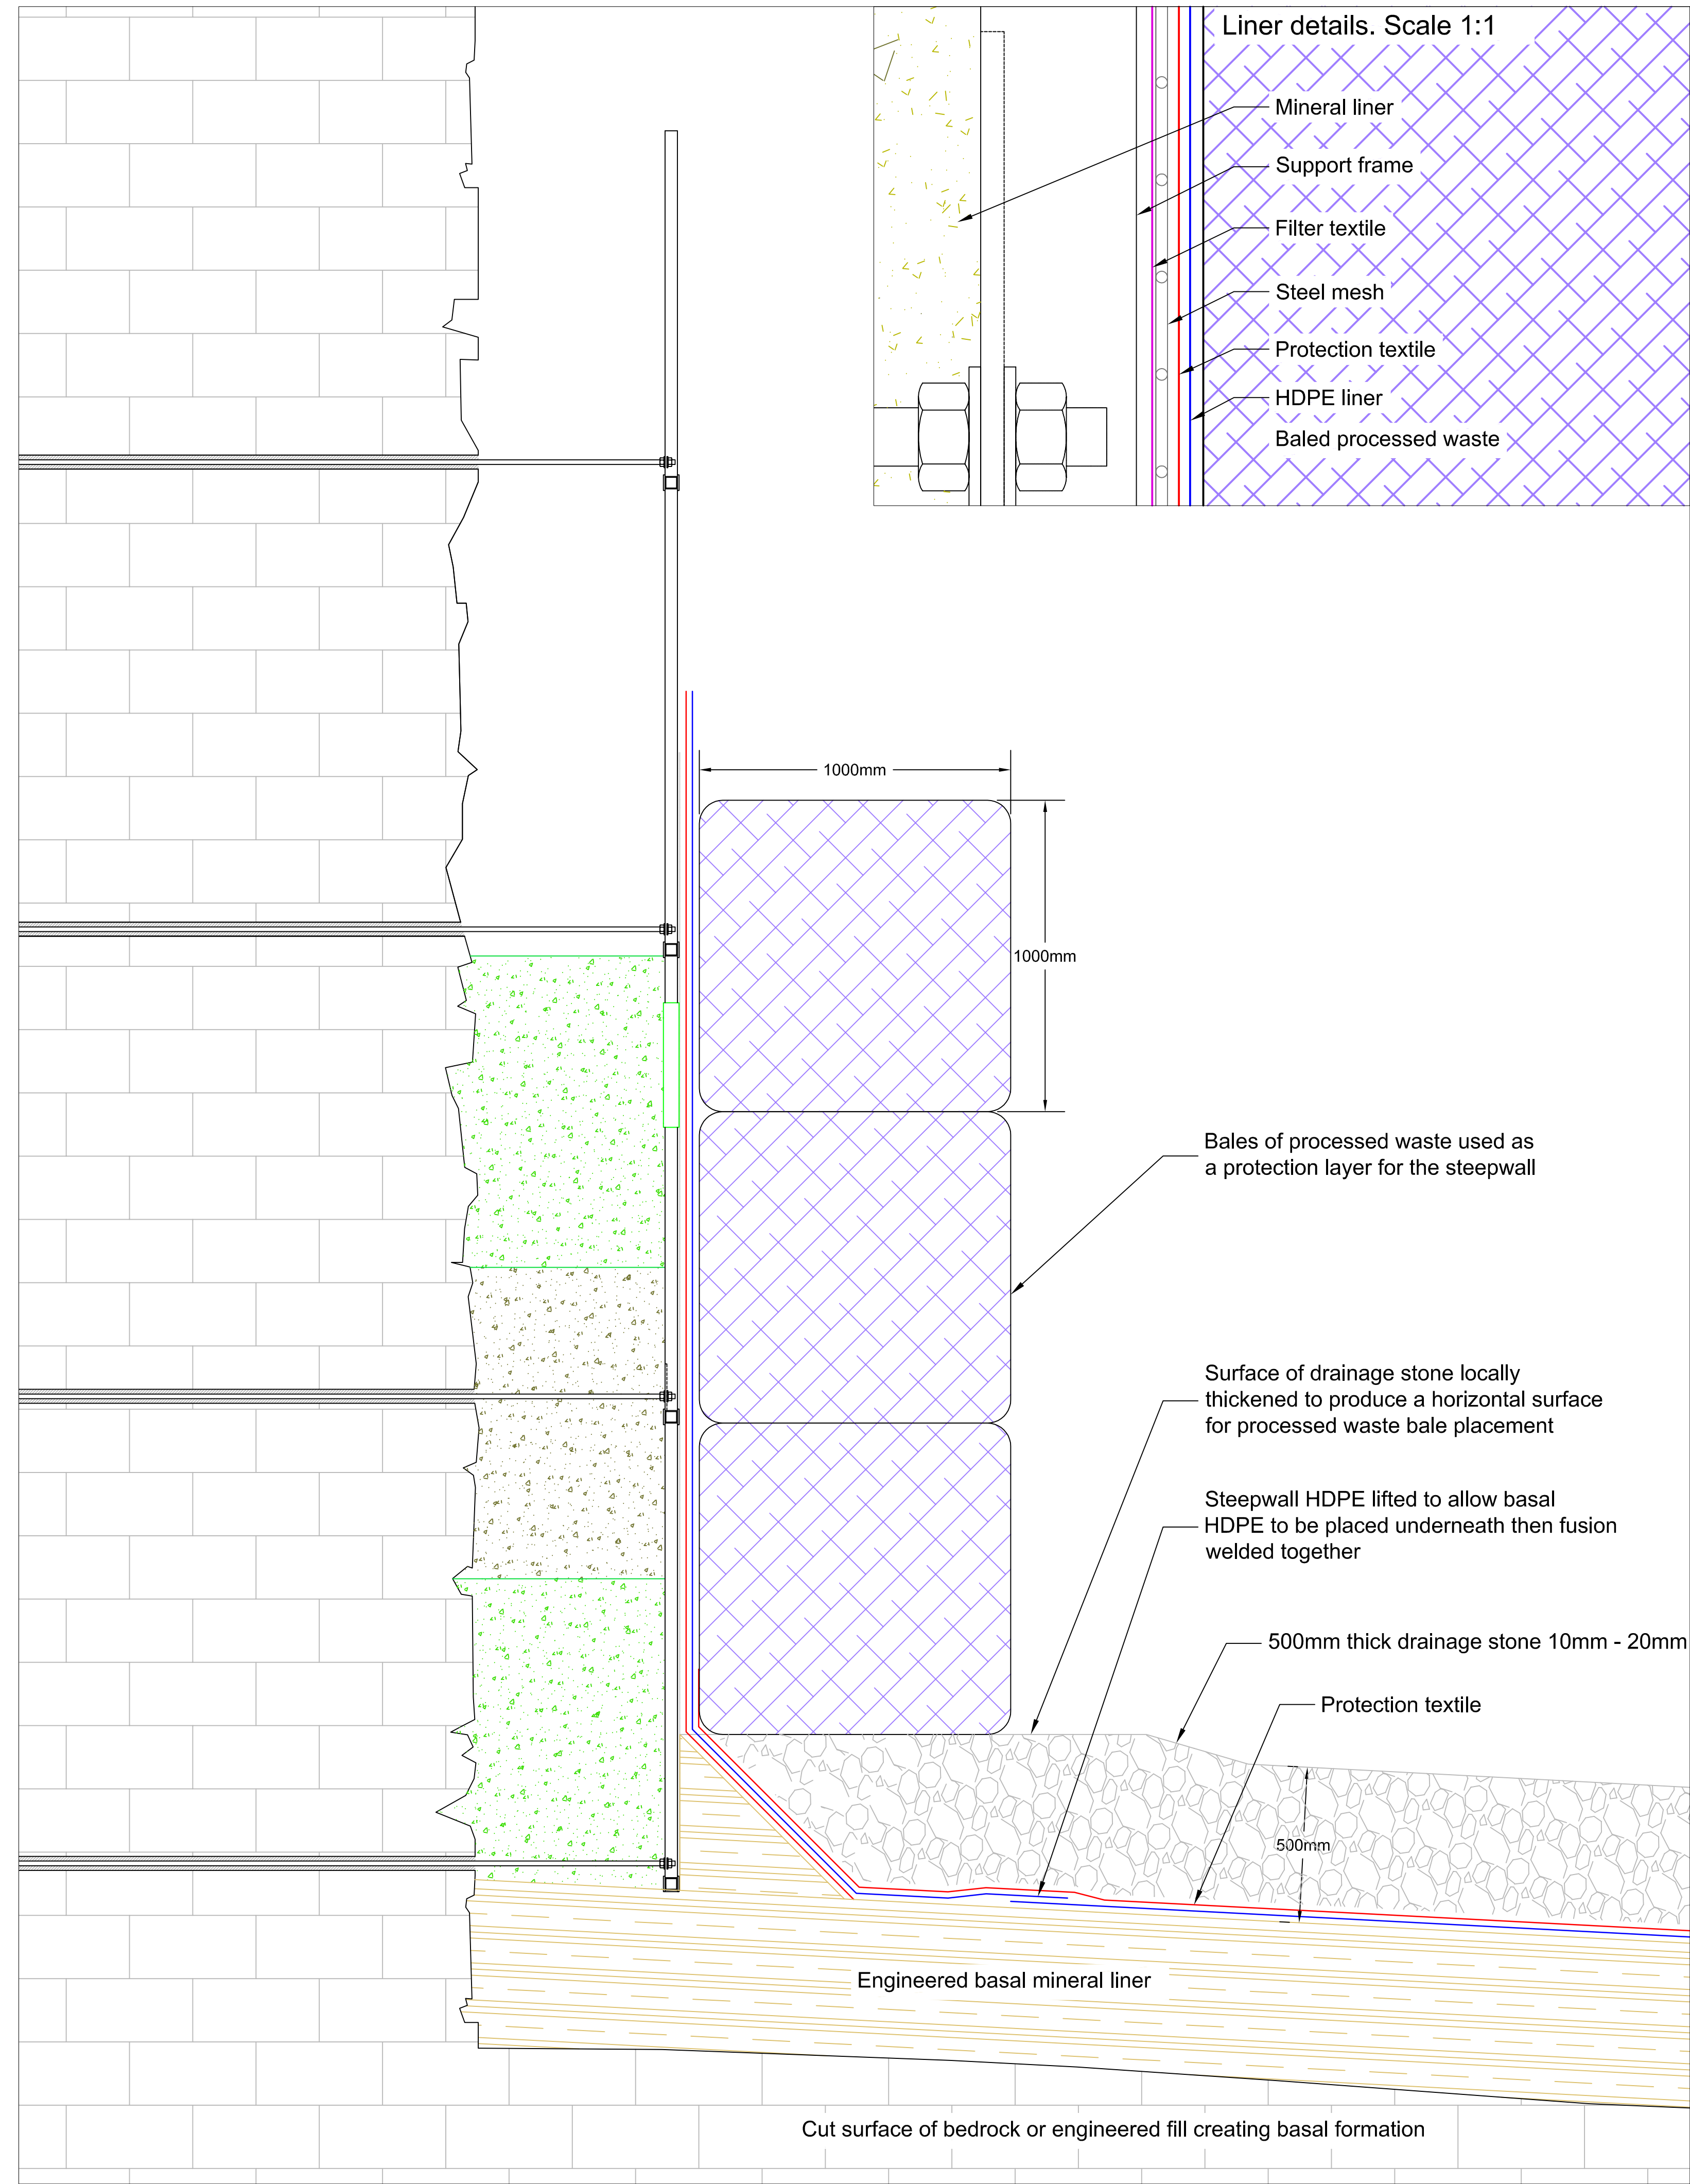 Liner details. Scale 1:1
Mineral liner
Support frame
Filter textile
Steel mesh
Protection textile
HDPE liner
Baled processed waste
1000mm
1000mm
Bales of processed waste used as
a protection layer for the steepwall
Surface of drainage stone locally
thickened to produce a horizontal surface
for processed waste bale placement
Steepwall HDPE lifted to allow basal
HDPE to be placed underneath then fusion
welded together
500mm thick drainage stone 10mm - 20mm
Protection textile
500mm
Engineered basal mineral liner
Cut surface of bedrock or engineered fill creating basal formation